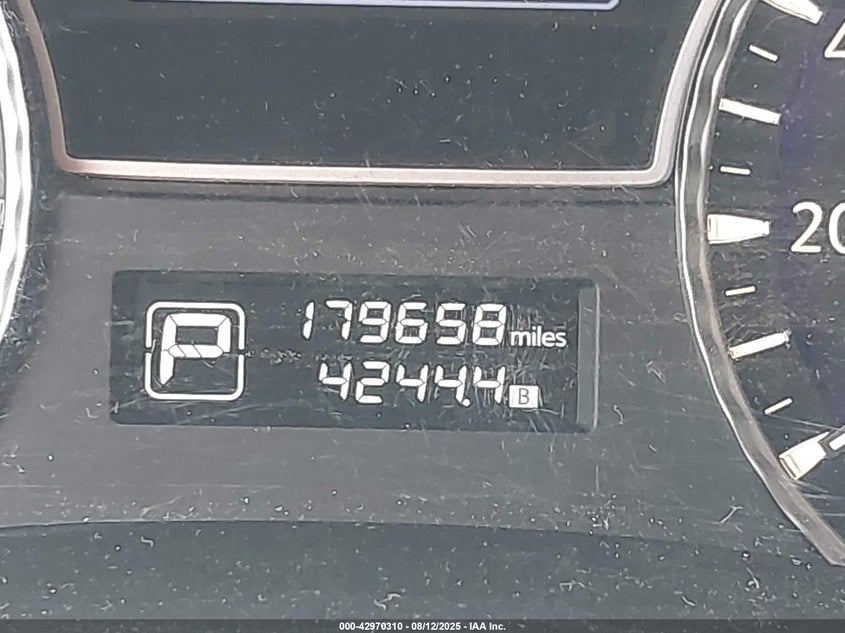 20
P
179658 miles
4244.4 B
000-42970310 - 08/12/2025 - IAA Inc.